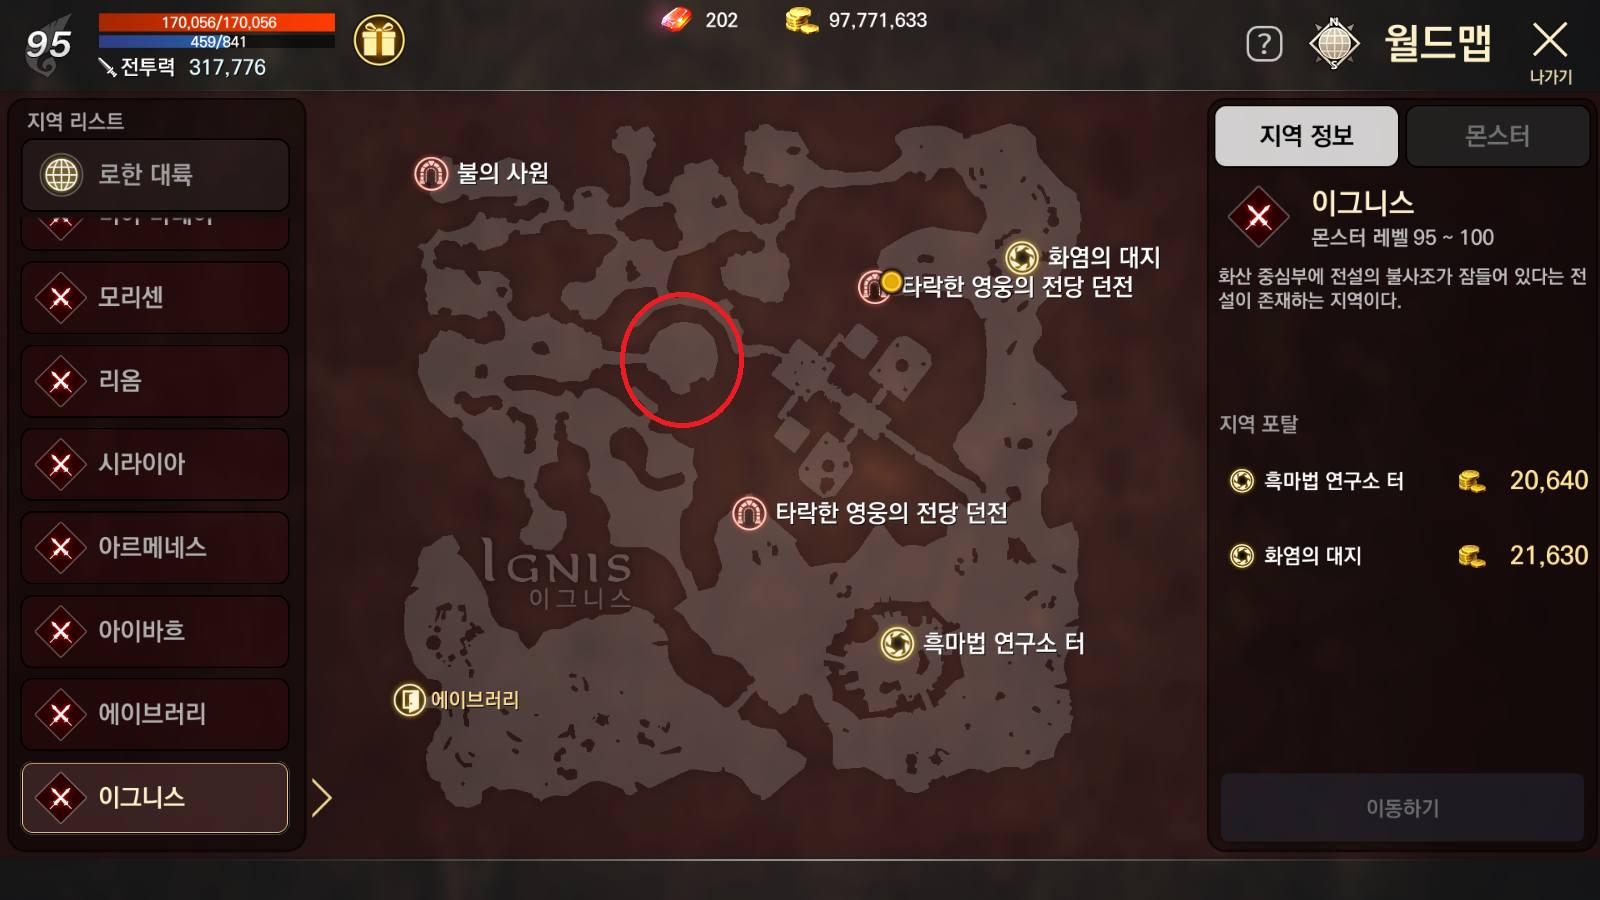 95
170,056/170,056
459/841
전투력 317,776
202
97,771,633
?
N
S
월드맵
나가기
지역 리스트
로한 대륙
모리센
리옴
시라이아
아르메네스
아이바흐
에이브러리
이그니스
불의 사원
화염의 대지
타락한 영웅의 전당 던전
타락한 영웅의 전당 던전
IGNIS
이그니스
흑마법 연구소 터
에이브러리
지역 정보
몬스터
이그니스
몬스터 레벨 95 ~ 100
화산 중심부에 전설의 불사조가 잠들어 있다는 전
설이 존재하는 지역이다.
지역 포탈
흑마법 연구소 터 20,640
화염의 대지 21,630
이동하기